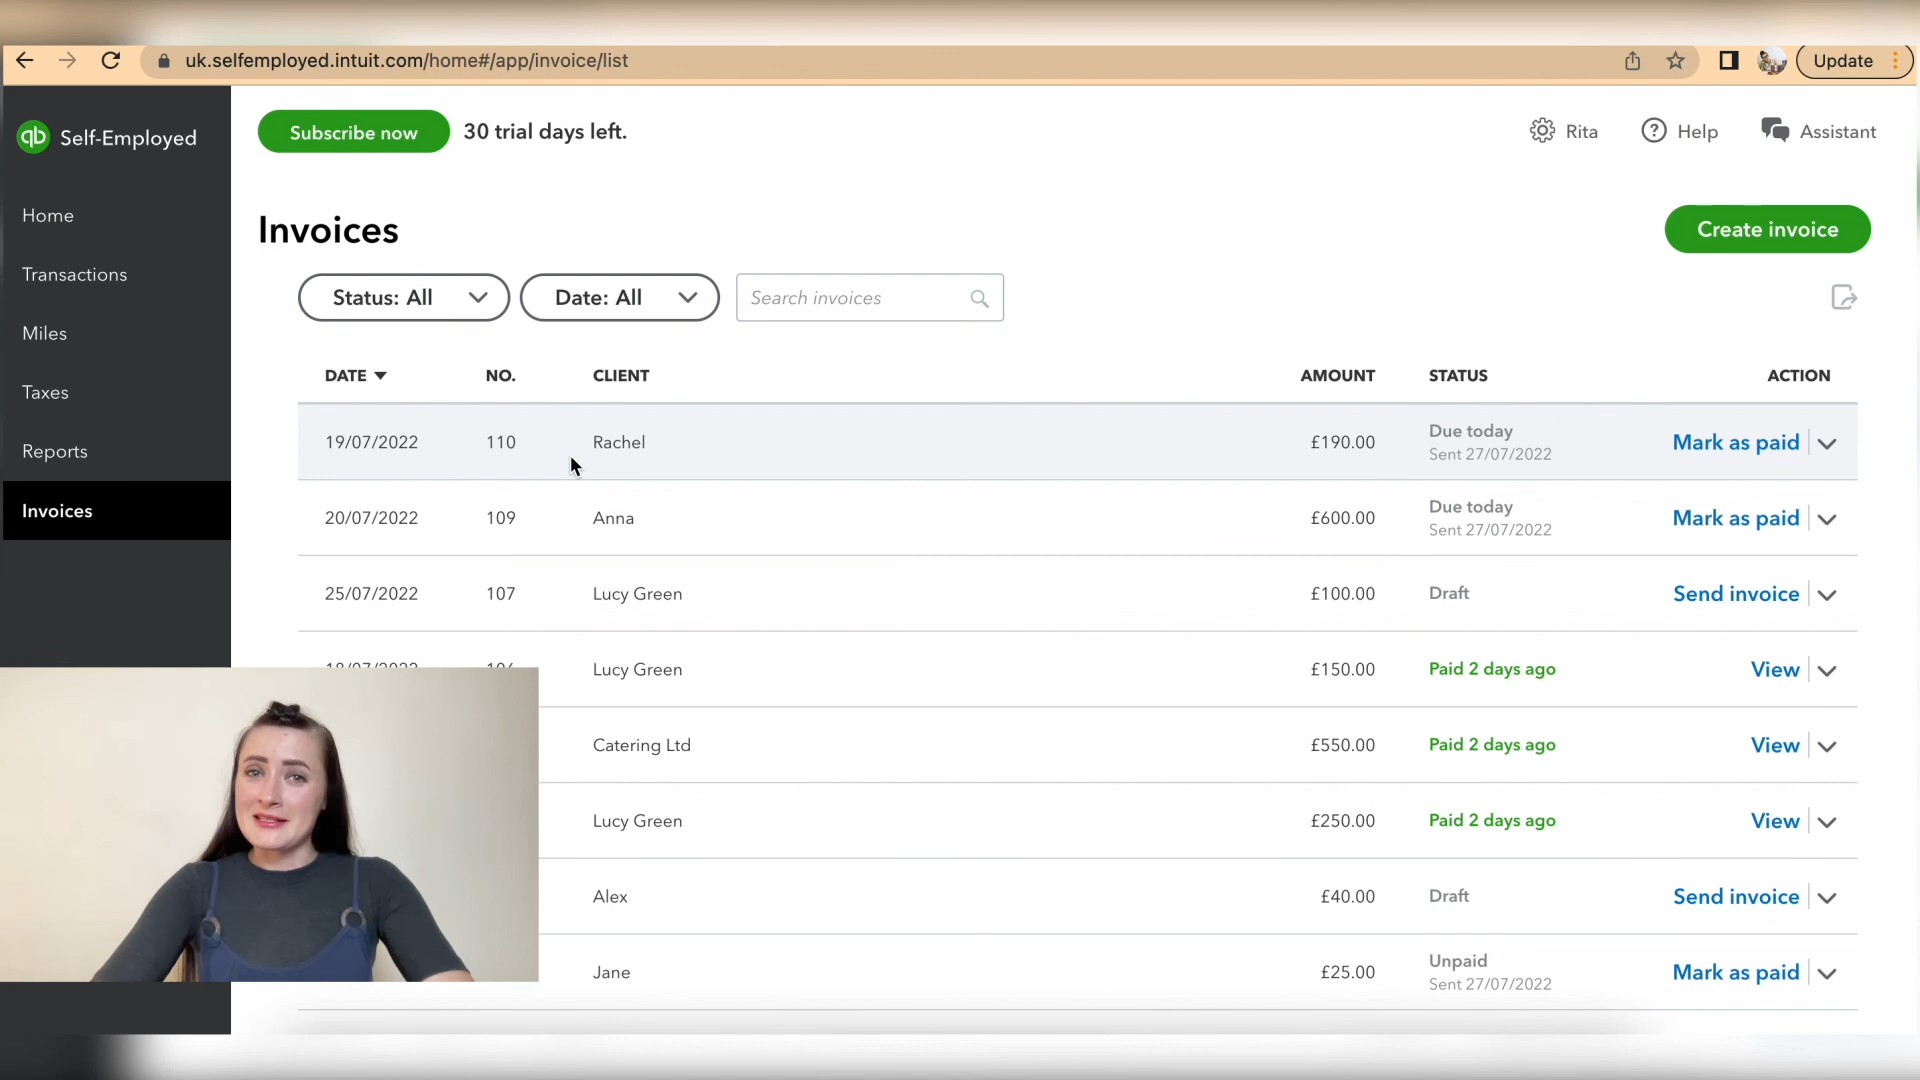 uk.selfemployed.intuit.com/home#/app/invoice/list
Update
qb Self-Employed
Subscribe now 30 trial days left.
Rita Help Assistant
Home
Transactions
Miles
Taxes
Reports
Invoices
Invoices
Create invoice
Status: All Date: All Search invoices
DATE NO. CLIENT AMOUNT STATUS ACTION
19/07/2022 110 Rachel £190.00 Due today Mark as paid
Sent 27/07/2022
20/07/2022 109 Anna £600.00 Due today Mark as paid
Sent 27/07/2022
25/07/2022 107 Lucy Green £100.00 Draft Send invoice
Lucy Green £150.00 Paid 2 days ago View
Catering Ltd £550.00 Paid 2 days ago View
Lucy Green £250.00 Paid 2 days ago View
Alex £40.00 Draft Send invoice
Jane £25.00 Unpaid Mark as paid
Sent 27/07/2022